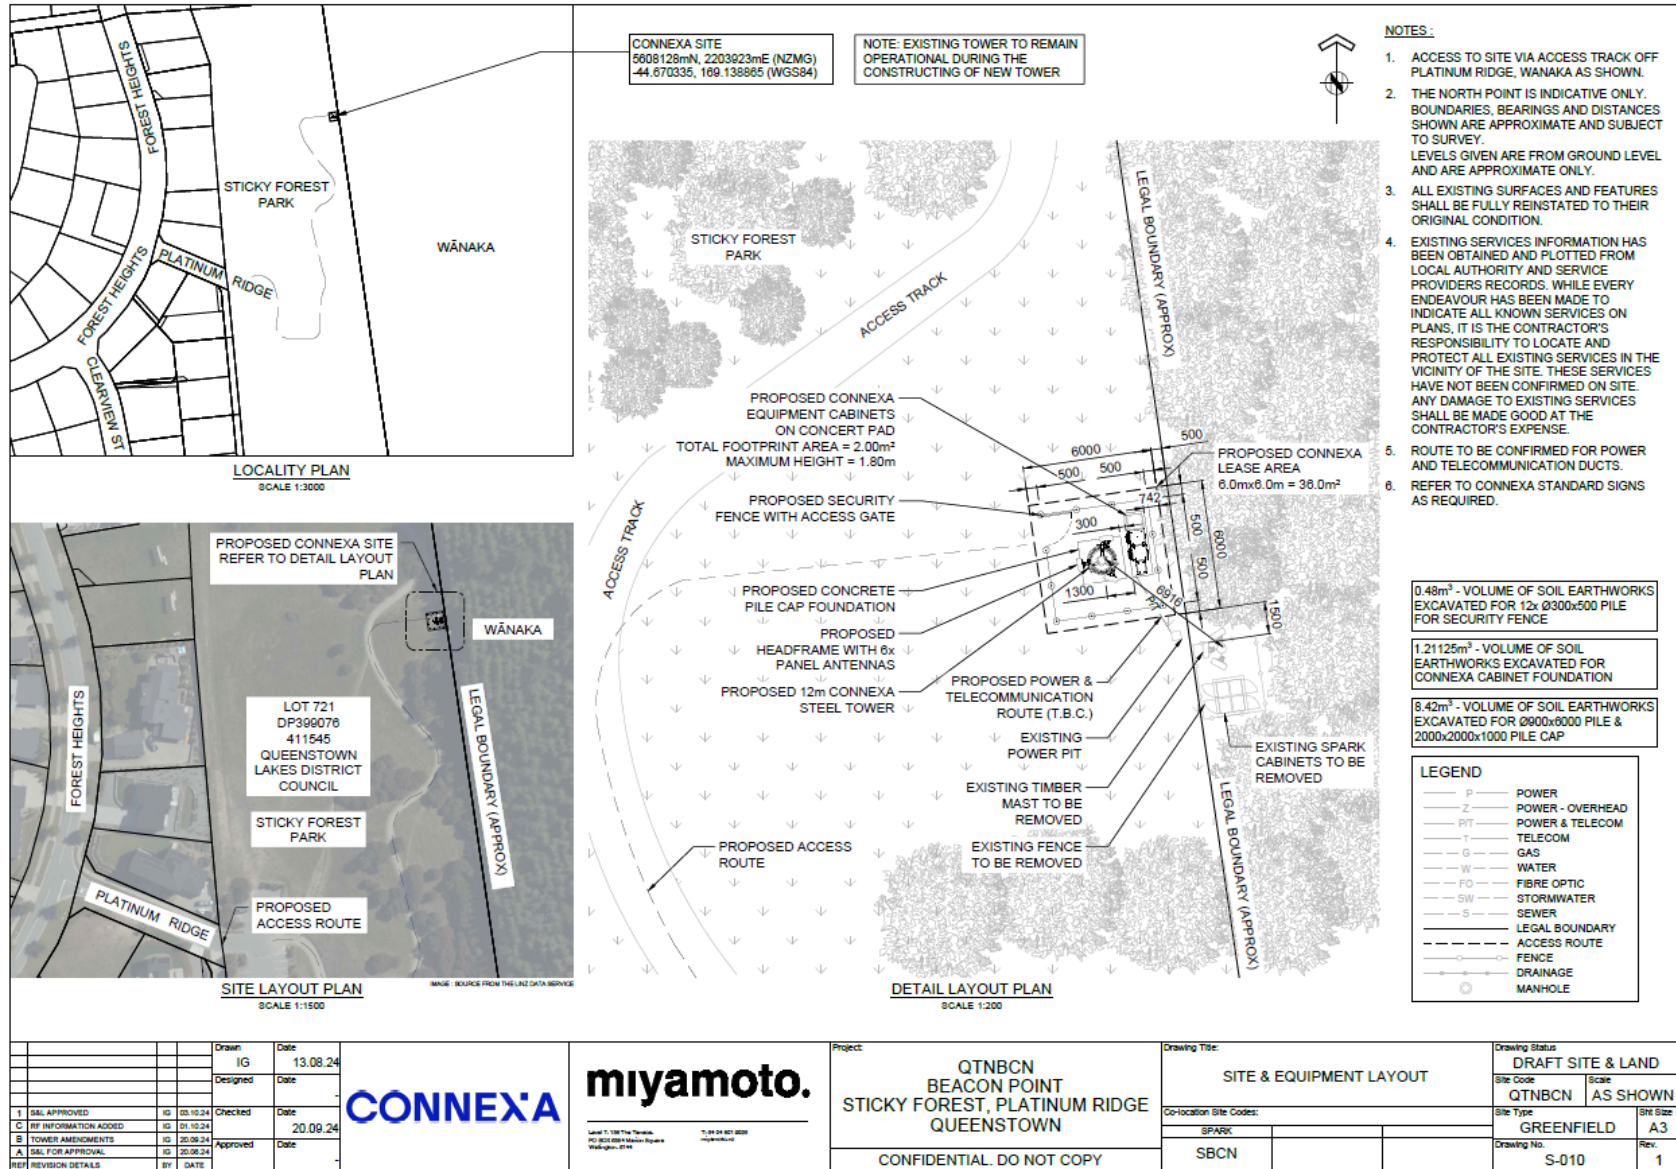 CONNEXA SITE
5608128mN, 2203923mE (NZMG)
-44.670335, 169.138865 (WGS84)
NOTE: EXISTING TOWER TO REMAIN
OPERATIONAL DURING THE
CONSTRUCTING OF NEW TOWER
FOREST HEIGHTS
STICKY FOREST
PARK
WĀNAKA
PLATINUM RIDGE
FOREST HEIGHTS
CLEARVIEW ST
LOCALITY PLAN
SCALE 1:3000
PROPOSED CONNEXA SITE
REFER TO DETAIL LAYOUT
PLAN
WĀNAKA
FOREST HEIGHTS
LOT 721
DP399076
411545
QUEENSTOWN
LAKES DISTRICT
COUNCIL
STICKY FOREST
PARK
LEGAL BOUNDARY (APPROX)
PLATINUM RIDGE
PROPOSED
ACCESS ROUTE
SITE LAYOUT PLAN
SCALE 1:1500
IMAGE : SOURCE FROM THE LINZ DATA SERVICE
STICKY FOREST
PARK
ACCESS TRACK
LEGAL BOUNDARY (APPROX)
PROPOSED CONNEXA
EQUIPMENT CABINETS
ON CONCERT PAD
TOTAL FOOTPRINT AREA = 2.00m²
MAXIMUM HEIGHT = 1.80m
PROPOSED SECURITY
FENCE WITH ACCESS GATE
ACCESS TRACK
PROPOSED CONCRETE
PILE CAP FOUNDATION
PROPOSED
HEADFRAME WITH 6x
PANEL ANTENNAS
PROPOSED 12m CONNEXA
STEEL TOWER
PROPOSED ACCESS
ROUTE
6000
500
500
500
742
300
1300
6916
P/T
500
500
6000
1500
PROPOSED CONNEXA
LEASE AREA
6.0mx6.0m = 36.0m²
PROPOSED POWER &
TELECOMMUNICATION
ROUTE (T.B.C.)
EXISTING
POWER PIT
EXISTING TIMBER
MAST TO BE
REMOVED
EXISTING FENCE
TO BE REMOVED
EXISTING SPARK
CABINETS TO BE
REMOVED
LEGAL BOUNDARY (APPROX)
DETAIL LAYOUT PLAN
SCALE 1:200
NOTES :
1. ACCESS TO SITE VIA ACCESS TRACK OFF
PLATINUM RIDGE, WANAKA AS SHOWN.
2. THE NORTH POINT IS INDICATIVE ONLY.
BOUNDARIES, BEARINGS AND DISTANCES
SHOWN ARE APPROXIMATE AND SUBJECT
TO SURVEY.
LEVELS GIVEN ARE FROM GROUND LEVEL
AND ARE APPROXIMATE ONLY.
3. ALL EXISTING SURFACES AND FEATURES
SHALL BE FULLY REINSTATED TO THEIR
ORIGINAL CONDITION.
4. EXISTING SERVICES INFORMATION HAS
BEEN OBTAINED AND PLOTTED FROM
LOCAL AUTHORITY AND SERVICE
PROVIDERS RECORDS. WHILE EVERY
ENDEAVOUR HAS BEEN MADE TO
INDICATE ALL KNOWN SERVICES ON
PLANS, IT IS THE CONTRACTOR'S
RESPONSIBILITY TO LOCATE AND
PROTECT ALL EXISTING SERVICES IN THE
VICINITY OF THE SITE. THESE SERVICES
HAVE NOT BEEN CONFIRMED ON SITE.
ANY DAMAGE TO EXISTING SERVICES
SHALL BE MADE GOOD AT THE
CONTRACTOR'S EXPENSE.
5. ROUTE TO BE CONFIRMED FOR POWER
AND TELECOMMUNICATION DUCTS.
6. REFER TO CONNEXA STANDARD SIGNS
AS REQUIRED.
0.48m³ - VOLUME OF SOIL EARTHWORKS
EXCAVATED FOR 12x Ø300x500 PILE
FOR SECURITY FENCE
1.21125m³ - VOLUME OF SOIL
EARTHWORKS EXCAVATED FOR
CONNEXA CABINET FOUNDATION
8.42m³ - VOLUME OF SOIL EARTHWORKS
EXCAVATED FOR Ø900x6000 PILE &
2000x2000x1000 PILE CAP
LEGEND
P POWER
Z POWER - OVERHEAD
P/T POWER & TELECOM
T TELECOM
G GAS
W WATER
FO FIBRE OPTIC
SW STORMWATER
S SEWER
LEGAL BOUNDARY
ACCESS ROUTE
FENCE
DRAINAGE
MANHOLE
1 S&L APPROVED IG 03.10.24
C RF INFORMATION ADDED IG 01.10.24
B TOWER AMENDMENTS IG 20.09.24
A S&L FOR APPROVAL IG 20.08.24
REF REVISION DETAILS BY DATE
Drawn IG Date 13.08.24
Designed Date -
Checked Date 20.09.24
Approved Date -
CONNEXA
miyamoto.
Project:
QTNBCN
BEACON POINT
STICKY FOREST, PLATINUM RIDGE
QUEENSTOWN
CONFIDENTIAL. DO NOT COPY
Drawing Title:
SITE & EQUIPMENT LAYOUT
Co-location Site Codes:
SPARK
SBCN
Drawing Status
DRAFT SITE & LAND
Site Code QTNBCN
Scale AS SHOWN
Site Type GREENFIELD
Sht Size A3
Drawing No. S-010
Rev. 1